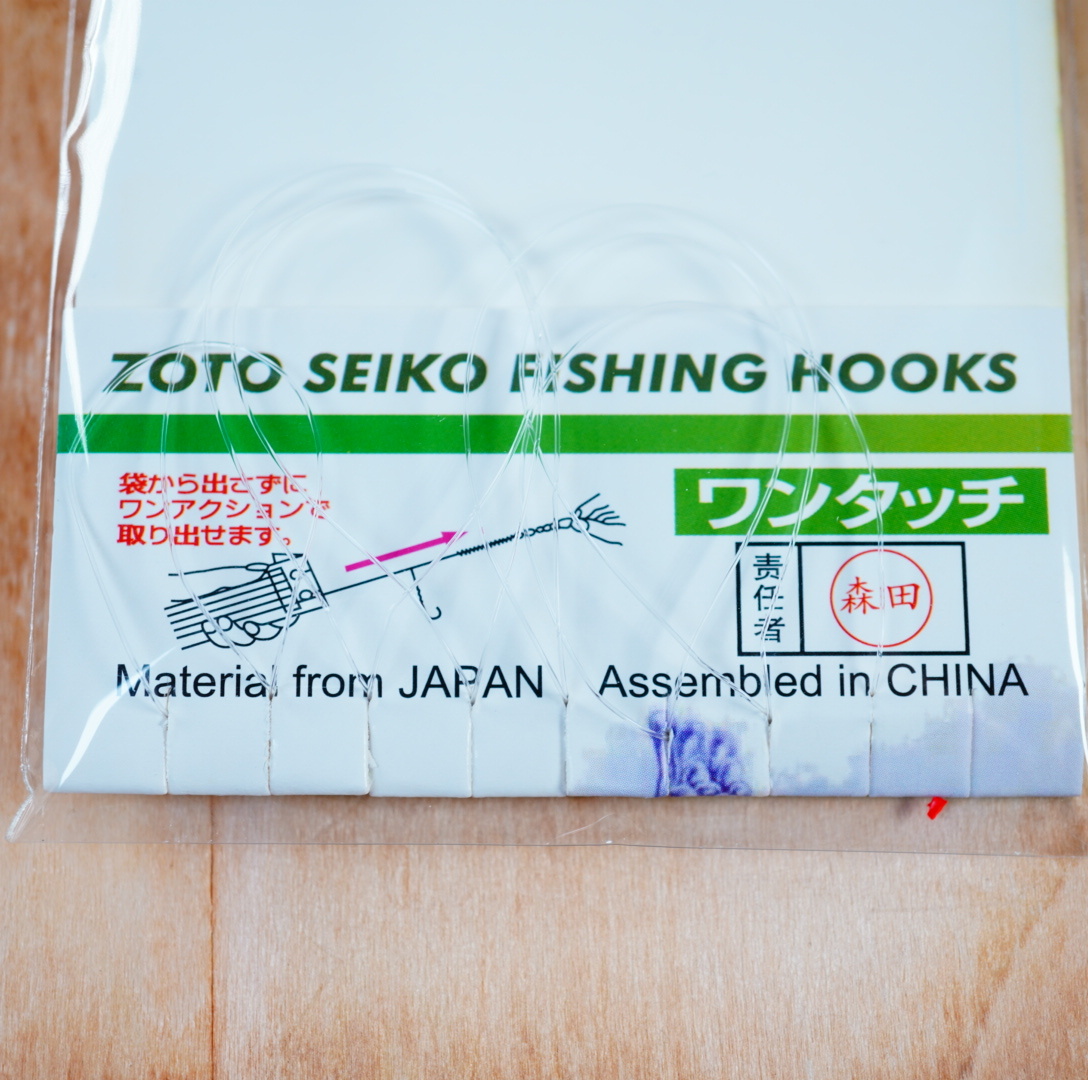 ZOTO SEIKO FISHING HOOKS
袋から出さずに
ワンアクションで
取り出せます。
ワンタッチ
责任者
森田
Material from JAPAN
Assembled in CHINA